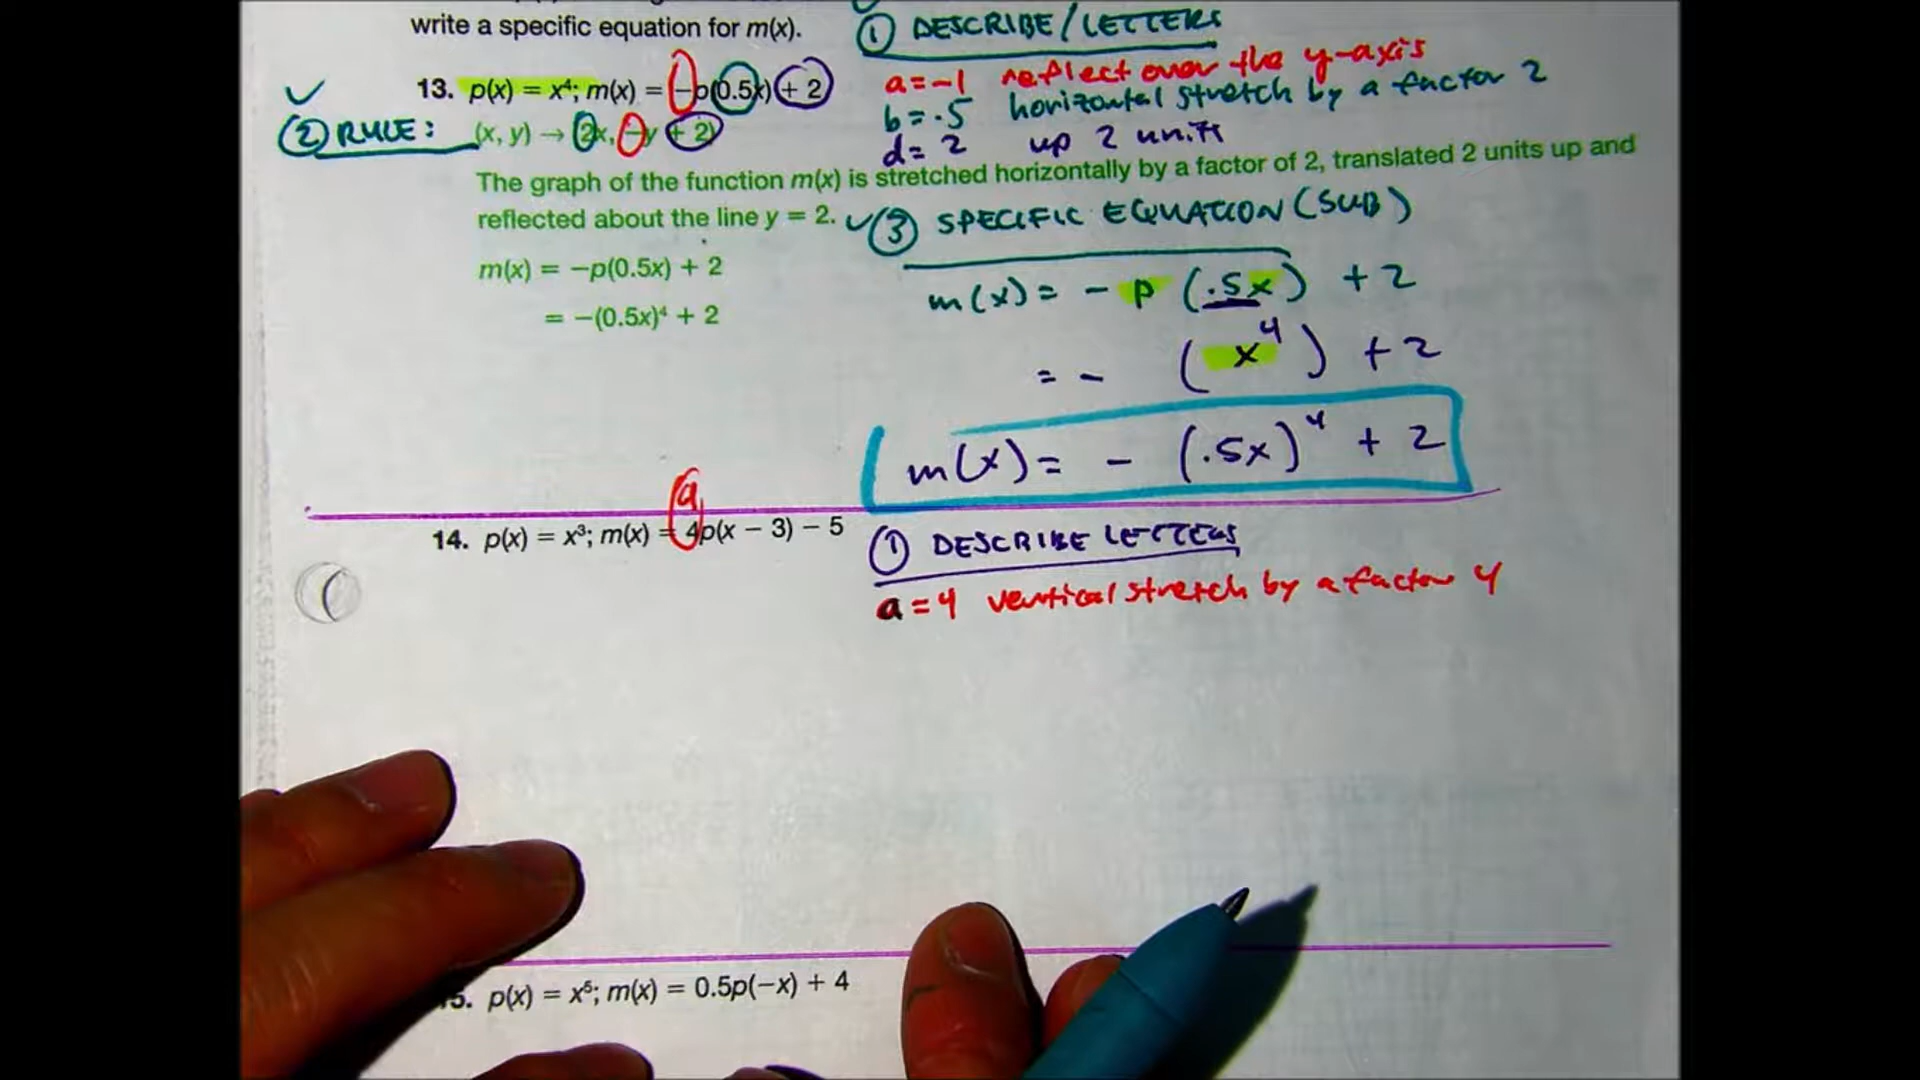 write a specific equation for m(x).
① DESCRIBE/LETTERS
13. p(x) = x⁴; m(x) = −p(0.5x) + 2
a = -1 reflect over the y-axis
b = .5 horizontal stretch by a factor 2
d = 2 up 2 units
② RULE: (x, y) → (2x, −y + 2)
The graph of the function m(x) is stretched horizontally by a factor of 2, translated 2 units up and
reflected about the line y = 2.
③ SPECIFIC EQUATION (SUB)
m(x) = −p(0.5x) + 2
= −(0.5x)⁴ + 2
m(x) = - p (.5x) + 2
= - (x⁴) + 2
m(x) = - (.5x)⁴ + 2
a
14. p(x) = x³; m(x) = 4p(x − 3) − 5
① DESCRIBE LETTERS
a = 4 vertical stretch by a factor 4
5. p(x) = x⁵; m(x) = 0.5p(−x) + 4